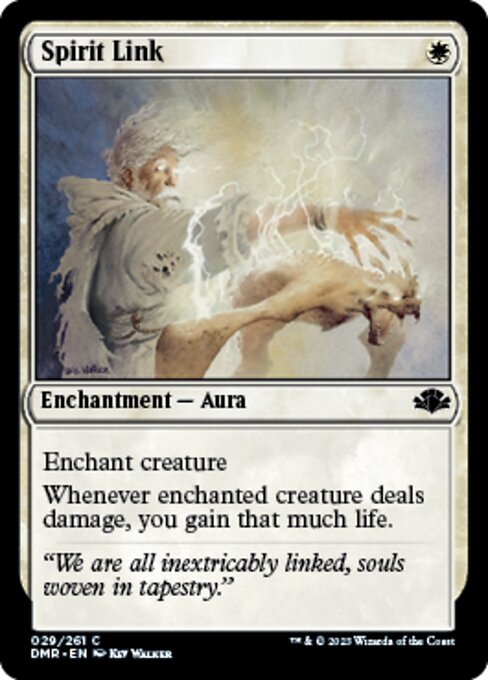 Spirit Link
Enchantment — Aura
Enchant creature
Whenever enchanted creature deals
damage, you gain that much life.
“We are all inextricably linked, souls
woven in tapestry.”
029/261 C
™ & © 2023 Wizards of the Coast
DMR • EN Kev Walker